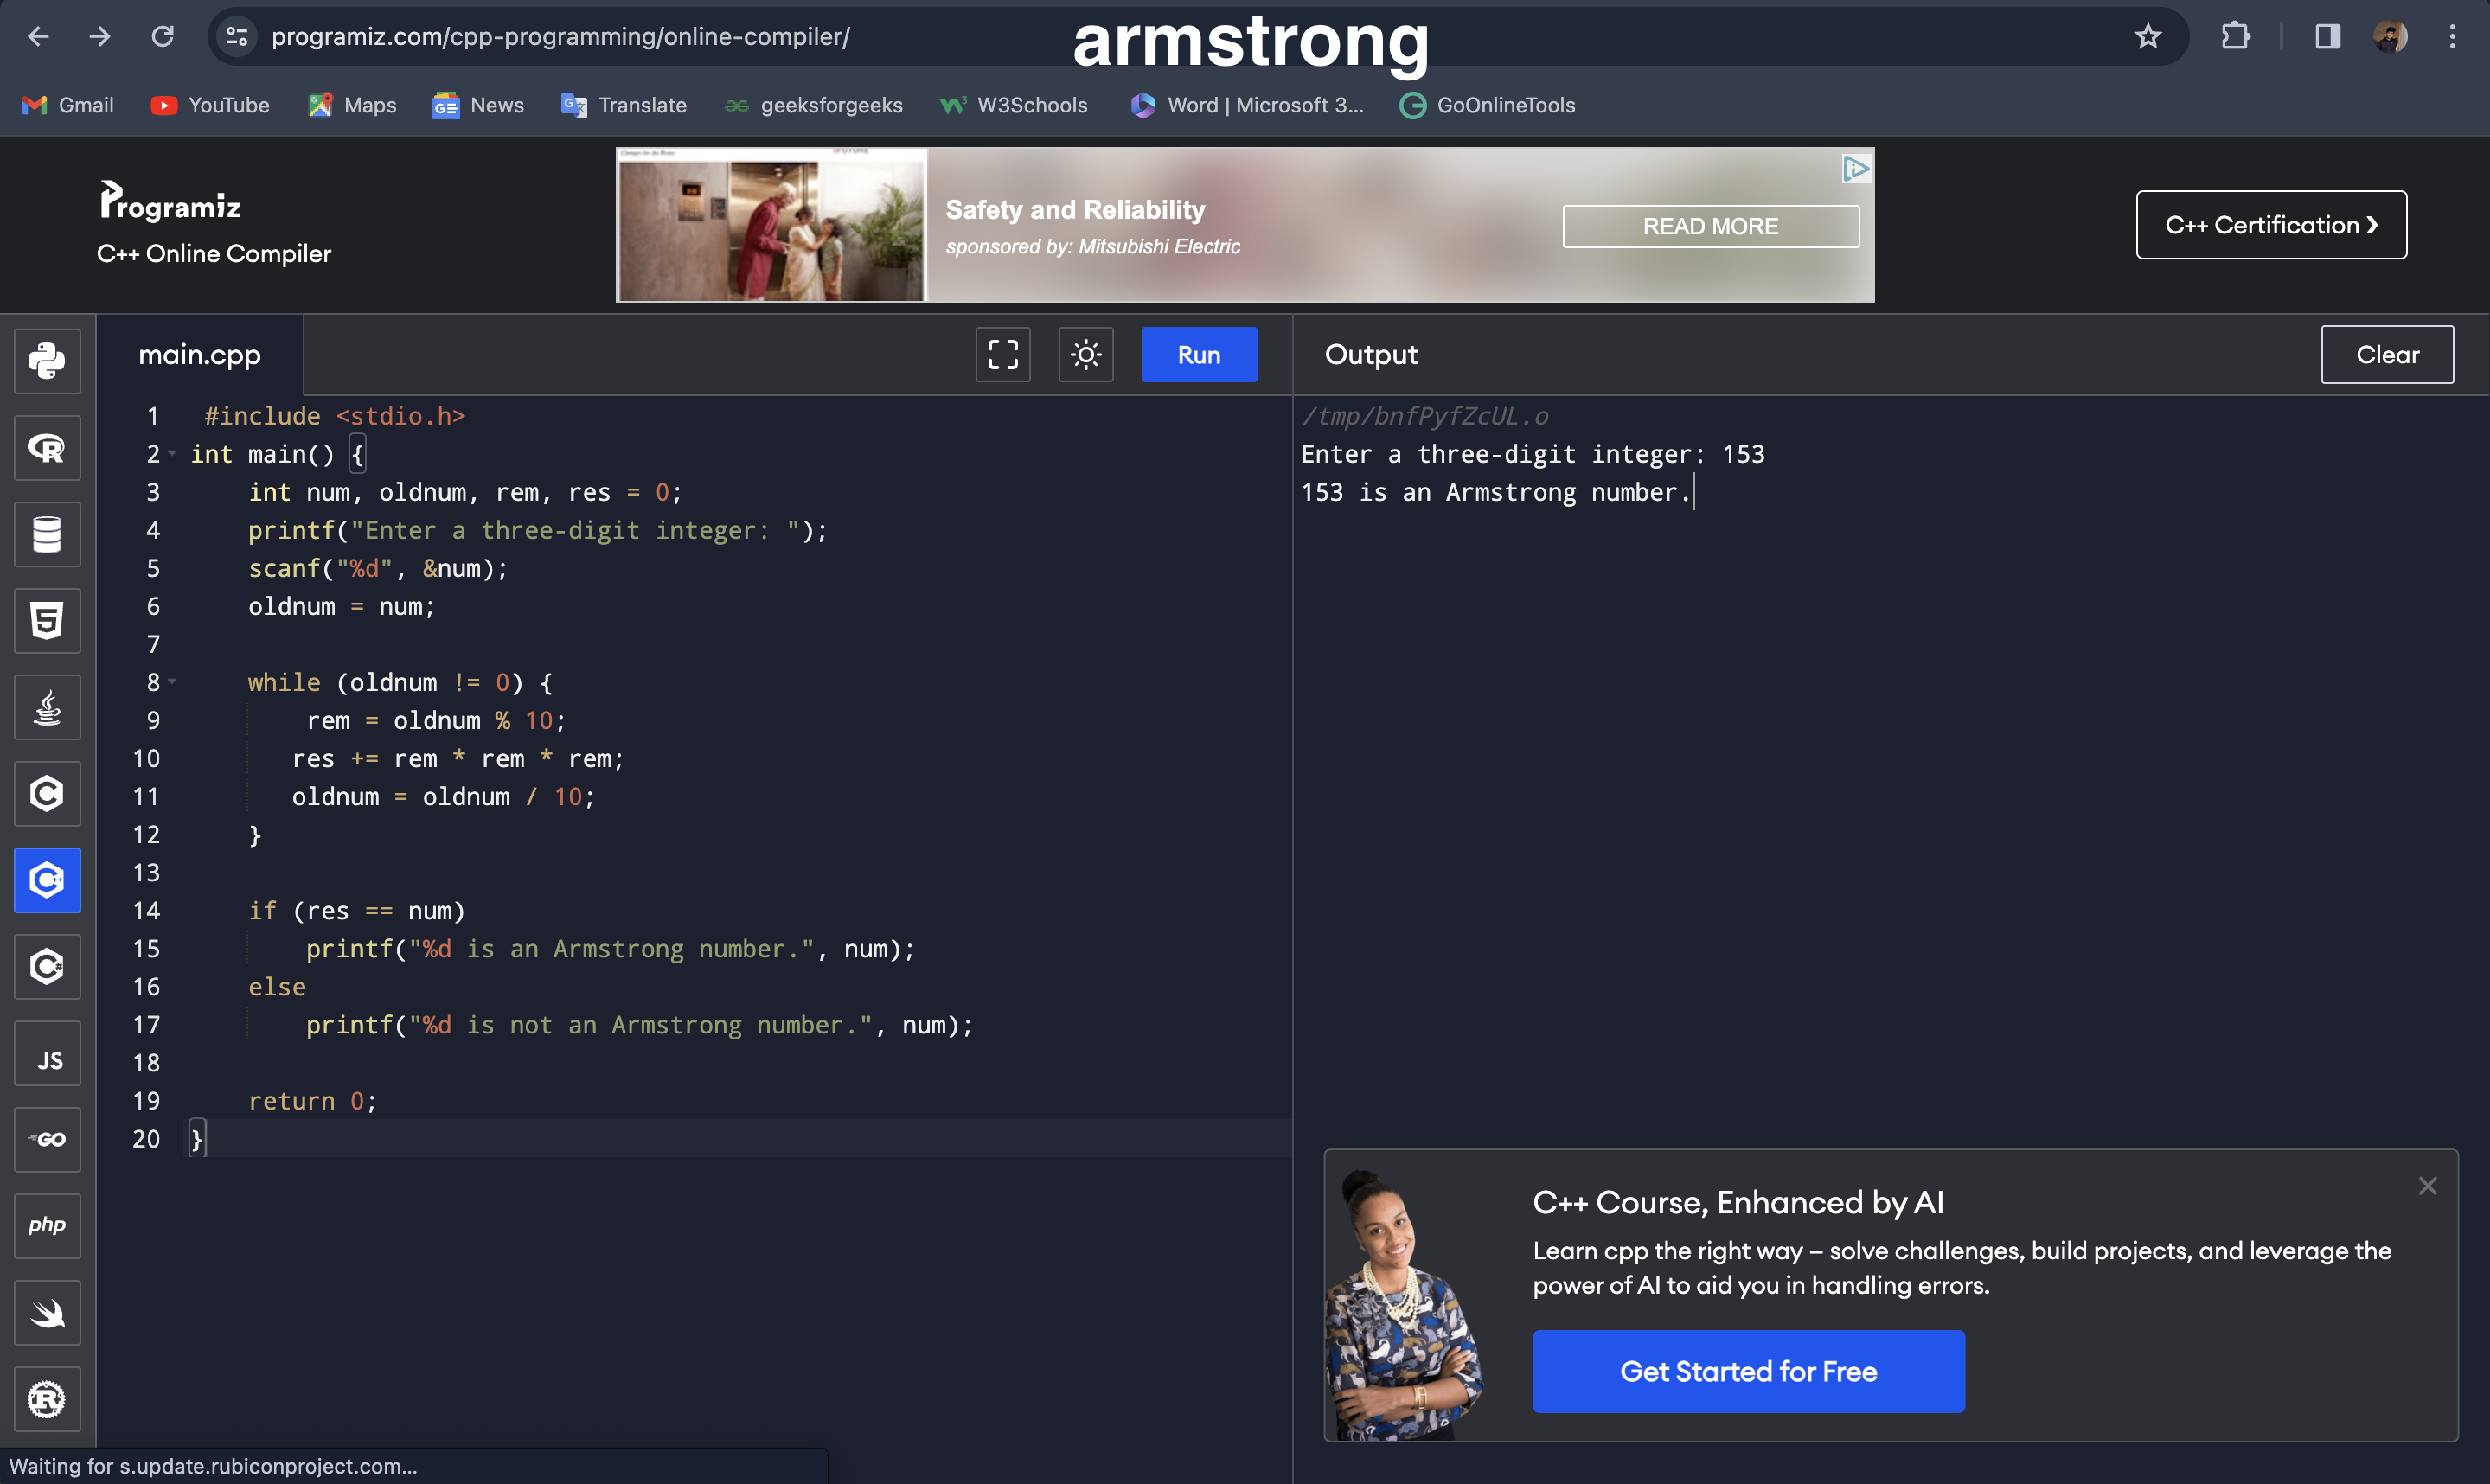 programiz.com/cpp-programming/online-compiler/
armstrong
Gmail YouTube Maps News Translate geeksforgeeks W3Schools Word | Microsoft 3... GoOnlineTools
Programiz
C++ Online Compiler
Safety and Reliability
sponsored by: Mitsubishi Electric
READ MORE
C++ Certification ❯
main.cpp
Run
1 #include <stdio.h>
2 int main() {
3 int num, oldnum, rem, res = 0;
4 printf("Enter a three-digit integer: ");
5 scanf("%d", &num);
6 oldnum = num;
7
8 while (oldnum != 0) {
9 rem = oldnum % 10;
10 res += rem * rem * rem;
11 oldnum = oldnum / 10;
12 }
13
14 if (res == num)
15 printf("%d is an Armstrong number.", num);
16 else
17 printf("%d is not an Armstrong number.", num);
18
19 return 0;
20 }
Output
Clear
/tmp/bnfPyfZcUL.o
Enter a three-digit integer: 153
153 is an Armstrong number.
JS
GO
php
C++ Course, Enhanced by AI
Learn cpp the right way – solve challenges, build projects, and leverage the
power of AI to aid you in handling errors.
Get Started for Free
Waiting for s.update.rubiconproject.com...